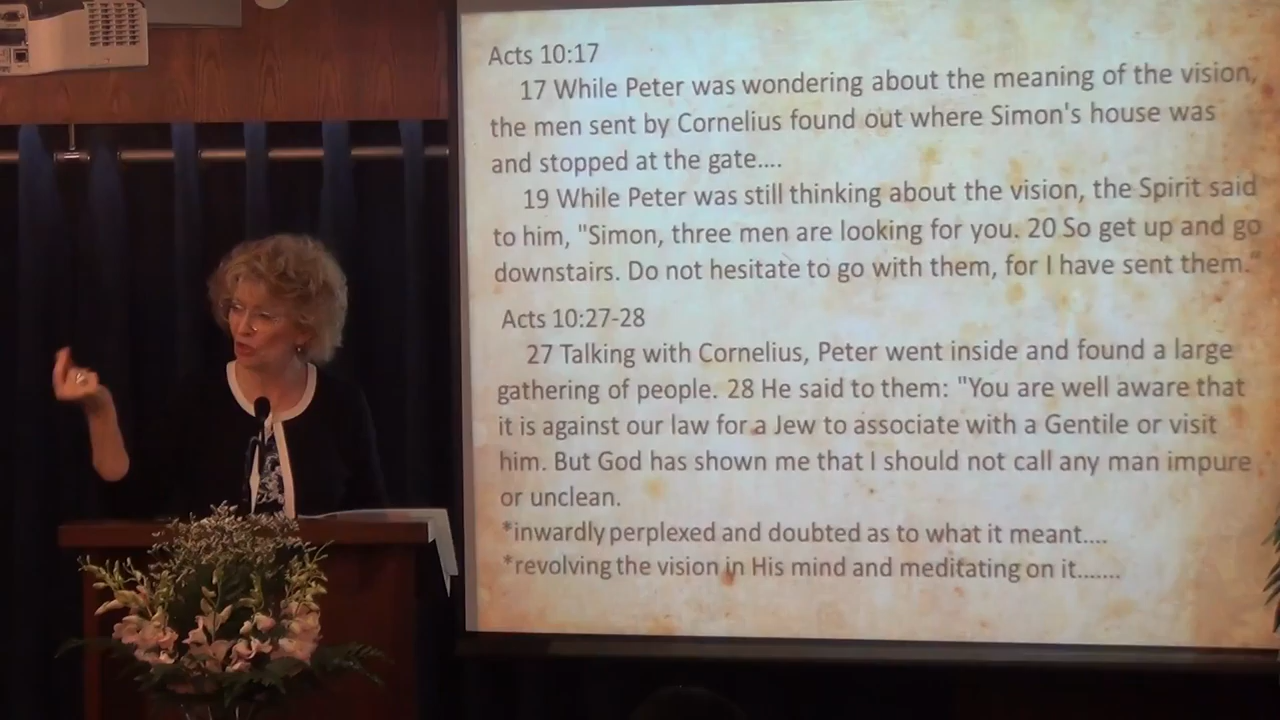 Acts 10:17
17 While Peter was wondering about the meaning of the vision,
the men sent by Cornelius found out where Simon's house was
and stopped at the gate....
19 While Peter was still thinking about the vision, the Spirit said
to him, "Simon, three men are looking for you. 20 So get up and go
downstairs. Do not hesitate to go with them, for I have sent them."
Acts 10:27-28
27 Talking with Cornelius, Peter went inside and found a large
gathering of people. 28 He said to them: "You are well aware that
it is against our law for a Jew to associate with a Gentile or visit
him. But God has shown me that I should not call any man impure
or unclean.
*inwardly perplexed and doubted as to what it meant....
*revolving the vision in His mind and meditating on it.......